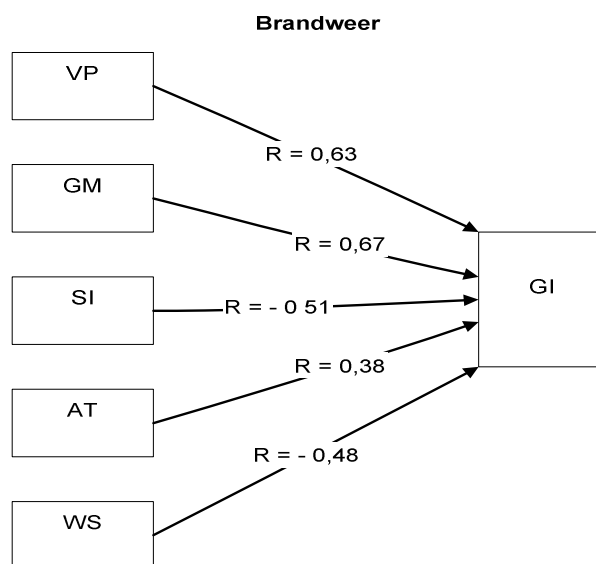 Brandweer
VP
R = 0,63
GM
R = 0,67
SI
R = - 0 51
GI
AT
R = 0,38
WS
R = - 0,48